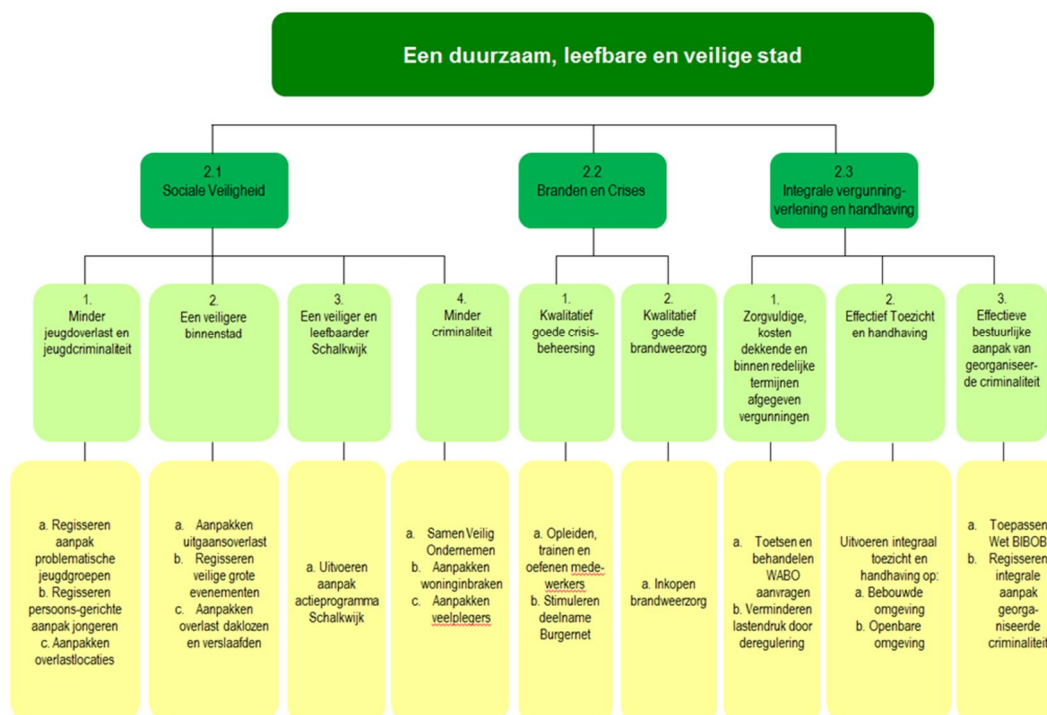 Een duurzaam, leefbare en veilige stad
2.1
Sociale Veiligheid
2.2
Branden en Crises
2.3
Integrale vergunning-
verlening en handhaving
1.
Minder
jeugdoverlast en
jeugdcriminaliteit
2.
Een veiligere
binnenstad
3.
Een veiliger en
leefbaarder
Schalkwijk
4.
Minder
criminaliteit
1.
Kwalitatief
goede crisis-
beheersing
2.
Kwalitatief
goede
brandweerzorg
1.
Zorgvuldige,
kosten
dekkende en
binnen redelijke
termijnen
afgegeven
vergunningen
2.
Effectief Toezicht
en handhaving
3.
Effectieve
bestuurlijke
aanpak van
georganiseer-
de criminaliteit
a. Regisseren
aanpak
problematische
jeugdgroepen
b. Regisseren
persoons-gerichte
aanpak jongeren
c. Aanpakken
overlastlocaties
a. Aanpakken
uitgaansoverlast
b. Regisseren
veilige grote
evenementen
c. Aanpakken
overlast daklozen
en verslaafden
a. Uitvoeren
aanpak
actieprogramma
Schalkwijk
a. Samen Veilig
Ondernemen
b. Aanpakken
woninginbraken
c. Aanpakken
veelplegers
a. Opleiden,
trainen en
oefenen mede-
werkers
b. Stimuleren
deelname
Burgernet
a. Inkopen
brandweerzorg
a. Toetsen en
behandelen
WABO
aanvragen
b. Verminderen
lastendruk door
deregulering
Uitvoeren integraal
toezicht en
handhaving op:
a. Bebouwde
omgeving
b. Openbare
omgeving
a. Toepassen
Wet BIBOB
b. Regisseren
integrale
aanpak
georga-
niseerde
criminaliteit